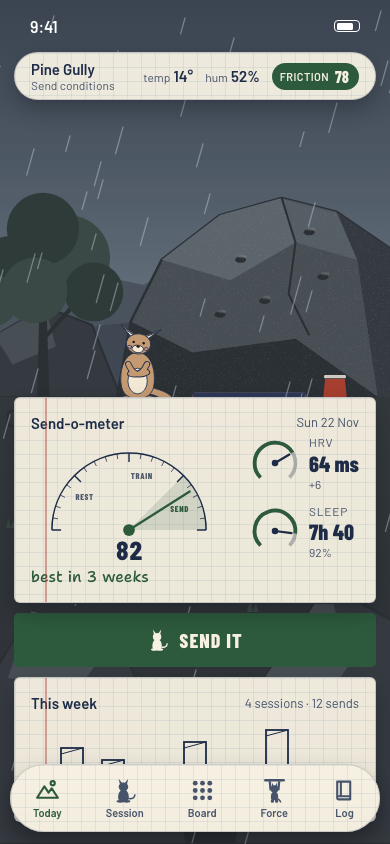 9:41
Pine Gully
Send conditions
temp 14° hum 52%
FRICTION 78
Send-o-meter
Sun 22 Nov
REST
TRAIN
SEND
82
best in 3 weeks
HRV
64 ms
+6
SLEEP
7h 40
92%
SEND IT
This week
4 sessions · 12 sends
Today
Session
Board
Force
Log